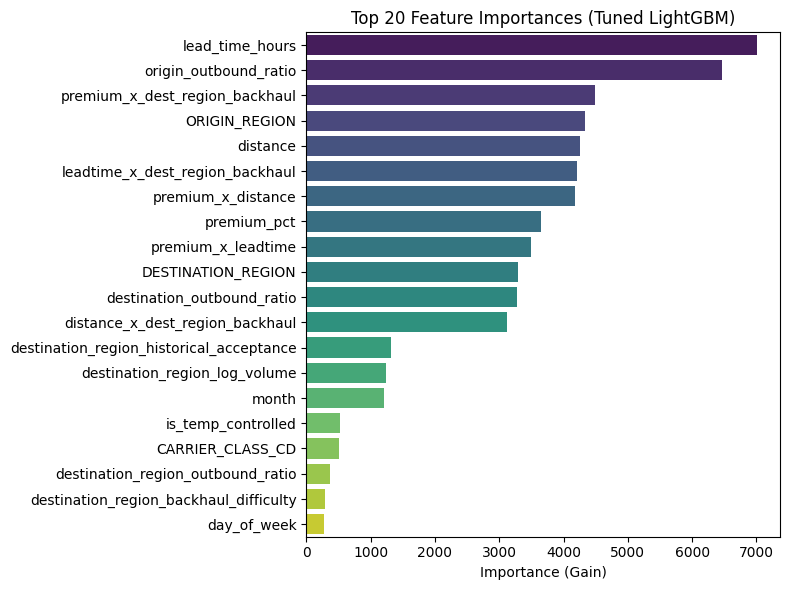 Top 20 Feature Importances (Tuned LightGBM)
lead_time_hours
origin_outbound_ratio
premium_x_dest_region_backhaul
ORIGIN_REGION
distance
leadtime_x_dest_region_backhaul
premium_x_distance
premium_pct
premium_x_leadtime
DESTINATION_REGION
destination_outbound_ratio
distance_x_dest_region_backhaul
destination_region_historical_acceptance
destination_region_log_volume
month
is_temp_controlled
CARRIER_CLASS_CD
destination_region_outbound_ratio
destination_region_backhaul_difficulty
day_of_week
0 1000 2000 3000 4000 5000 6000 7000
Importance (Gain)